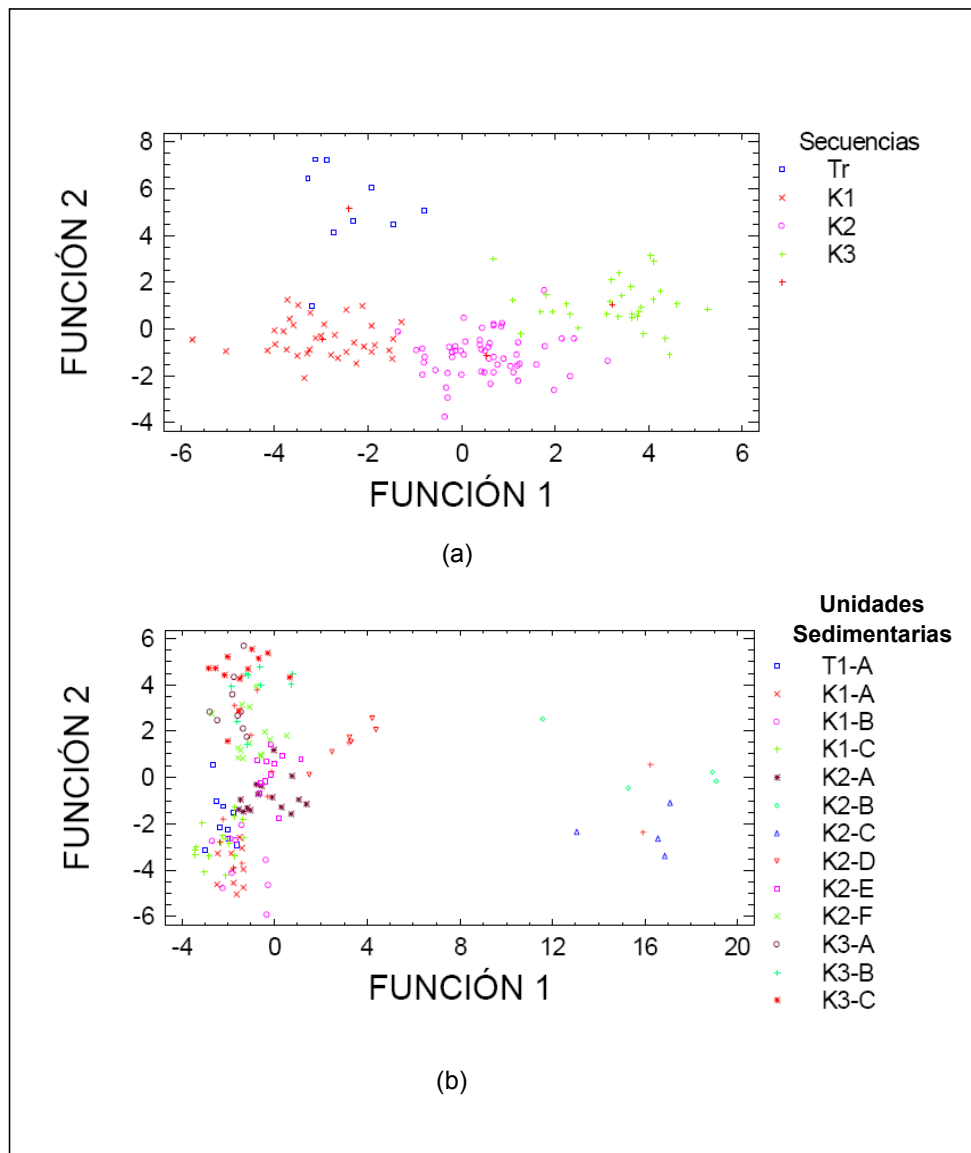 Secuencias
Tr
K1
K2
K3
8
6
4
2
0
-2
-4
FUNCIÓN 2
-6 -4 -2 0 2 4 6
FUNCIÓN 1
(a)
Unidades
Sedimentarias
T1-A
K1-A
K1-B
K1-C
K2-A
K2-B
K2-C
K2-D
K2-E
K2-F
K3-A
K3-B
K3-C
6
4
2
0
-2
-4
-6
FUNCIÓN 2
-4 0 4 8 12 16 20
FUNCIÓN 1
(b)